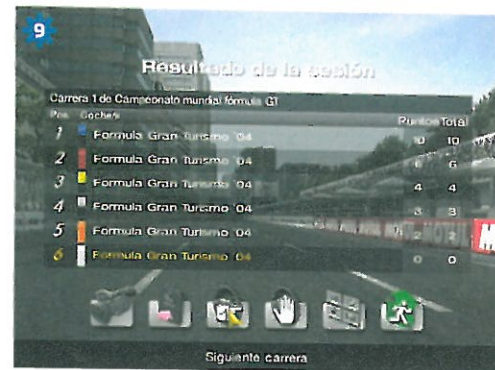 9
Resultado de la sesión
Carrera 1 de Campeonato mundial fórmula GT
Pos. Coche/s Puntos Total
1 Formula Gran Turismo '04 10 10
2 Formula Gran Turismo '04 6 6
3 Formula Gran Turismo '04 4 4
4 Formula Gran Turismo '04 3 3
5 Formula Gran Turismo '04 2 2
6 Formula Gran Turismo '04 0 0
Siguiente carrera